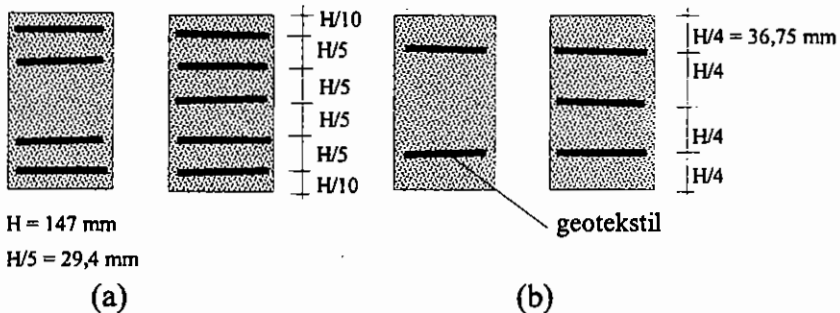 H/10
H/5
H/5
H/5
H/5
H/10
H = 147 mm
H/5 = 29,4 mm
(a)
H/4 = 36,75 mm
H/4
H/4
H/4
geotekstil
(b)